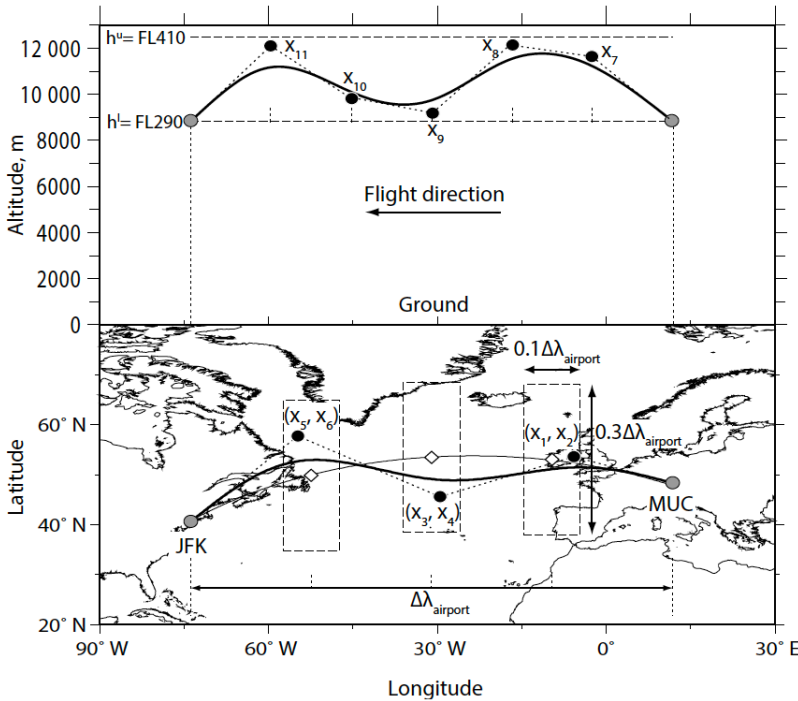 hᵘ= FL410
12 000
x₁₁
x₈
x₇
x₁₀
10 000
hˡ= FL290
x₉
8000
Altitude, m
6000
Flight direction
4000
2000
Ground
0
0.1Δλairport
60° N
(x₅, x₆)
(x₁, x₂)
0.3Δλairport
Latitude
(x₃, x₄)
MUC
40° N
JFK
Δλairport
20° N
90° W
60° W
30° W
0°
30° E
Longitude